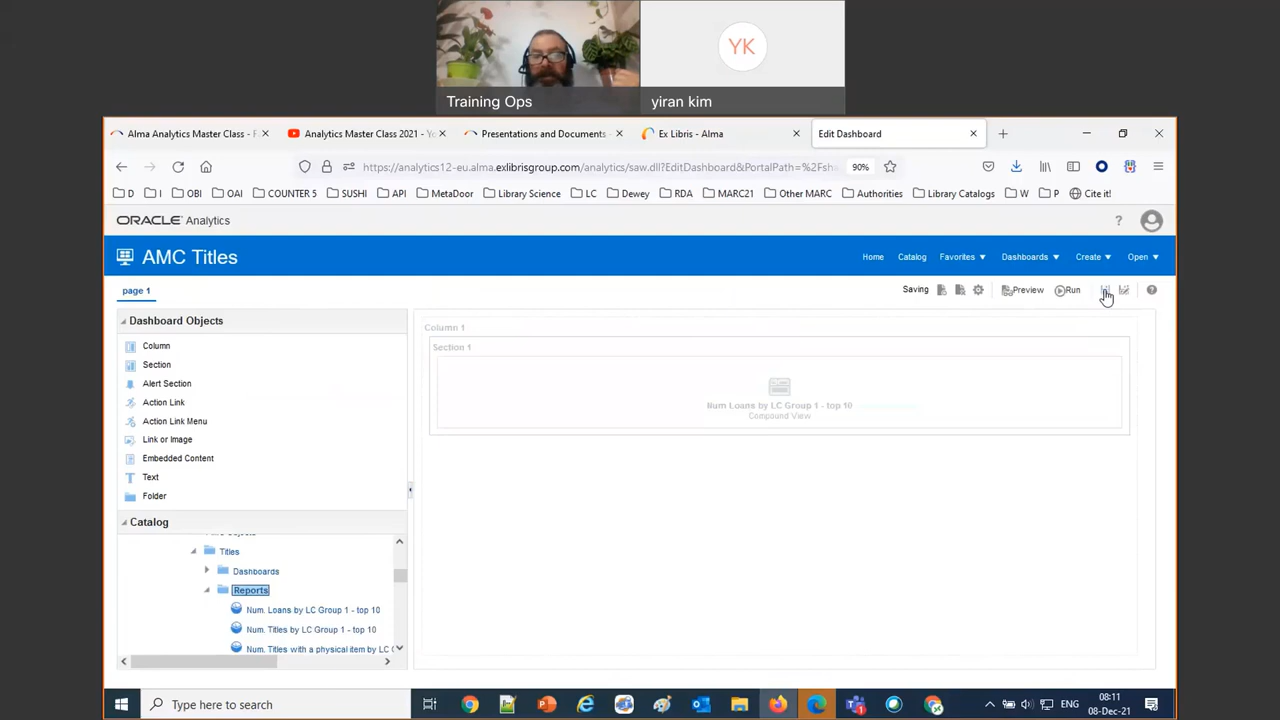 YK
Training Ops
yiran kim
Alma Analytics Master Class - F
Analytics Master Class 2021 - Yo
Presentations and Documents -
Ex Libris - Alma
Edit Dashboard
https://analytics12-eu.alma.exlibrisgroup.com/analytics/saw.dll?EditDashboard&PortalPath=%2Fsh
90%
D
I
OBI
OAI
COUNTER 5
SUSHI
API
MetaDoor
Library Science
LC
Dewey
RDA
MARC21
Other MARC
Authorities
Library Catalogs
W
P
Cite it!
ORACLE Analytics
AMC Titles
Home
Catalog
Favorites
Dashboards
Create
Open
page 1
Saving
Preview
Run
Dashboard Objects
Column
Section
Alert Section
Action Link
Action Link Menu
Link or Image
Embedded Content
Text
Folder
Catalog
Titles
Dashboards
Reports
Num. Loans by LC Group 1 - top 10
Num. Titles by LC Group 1 - top 10
Num. Titles with a physical item by LC
Column 1
Section 1
Num Loans by LC Group 1 - top 10
Compound View
Type here to search
ENG
08:11
08-Dec-21